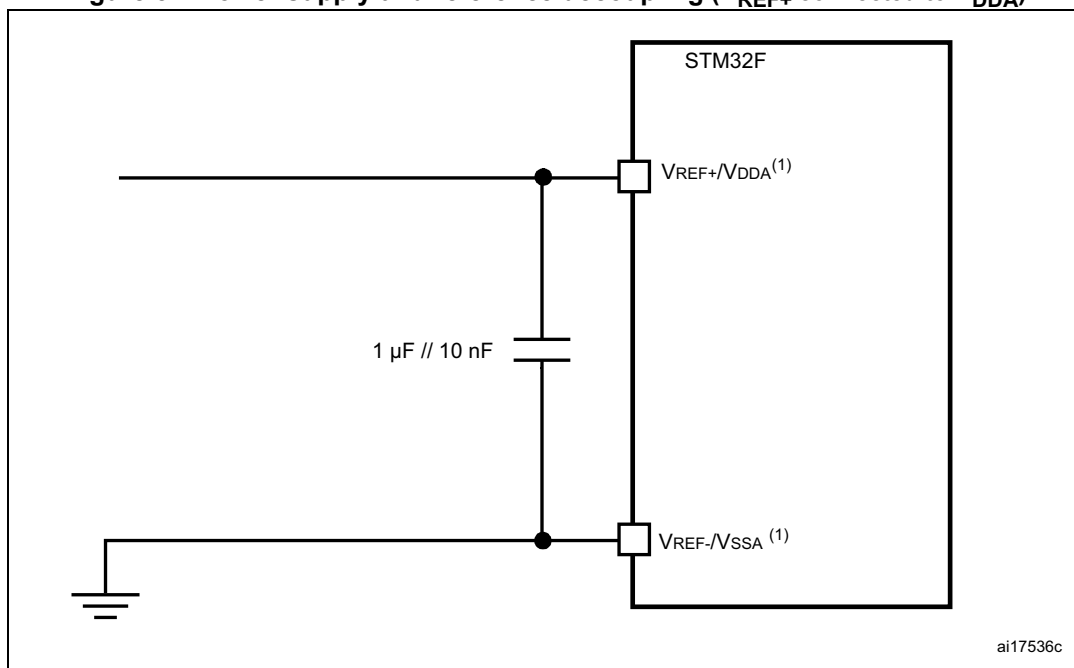 STM32F
VREF+/VDDA(1)
1 µF // 10 nF
VREF-/VSSA (1)
ai17536c